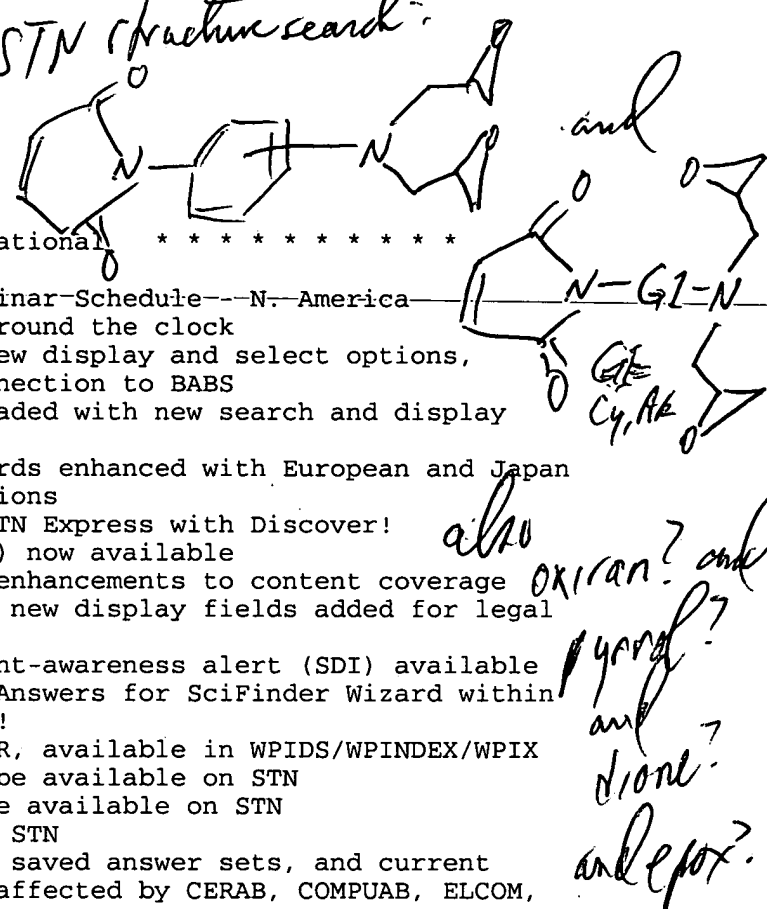 STN structure search:
O
N
N
O
O
O
and
O
O
N-G1-N
O
O
G1=
Cy, Ak
ational * * * * * * * * * *
inar Schedule - N. America
round the clock
ew display and select options,
nection to BABS
aded with new search and display
rds enhanced with European and Japan
ions
TN Express with Discover!
) now available
enhancements to content coverage
new display fields added for legal
nt-awareness alert (SDI) available
Answers for SciFinder Wizard within
!
R, available in WPIDS/WPINDEX/WPIX
be available on STN
e available on STN
STN
saved answer sets, and current
affected by CERAB, COMPUAB, ELCOM,
also
oxiran? and
pyrrol?
and
dione?
and epox?